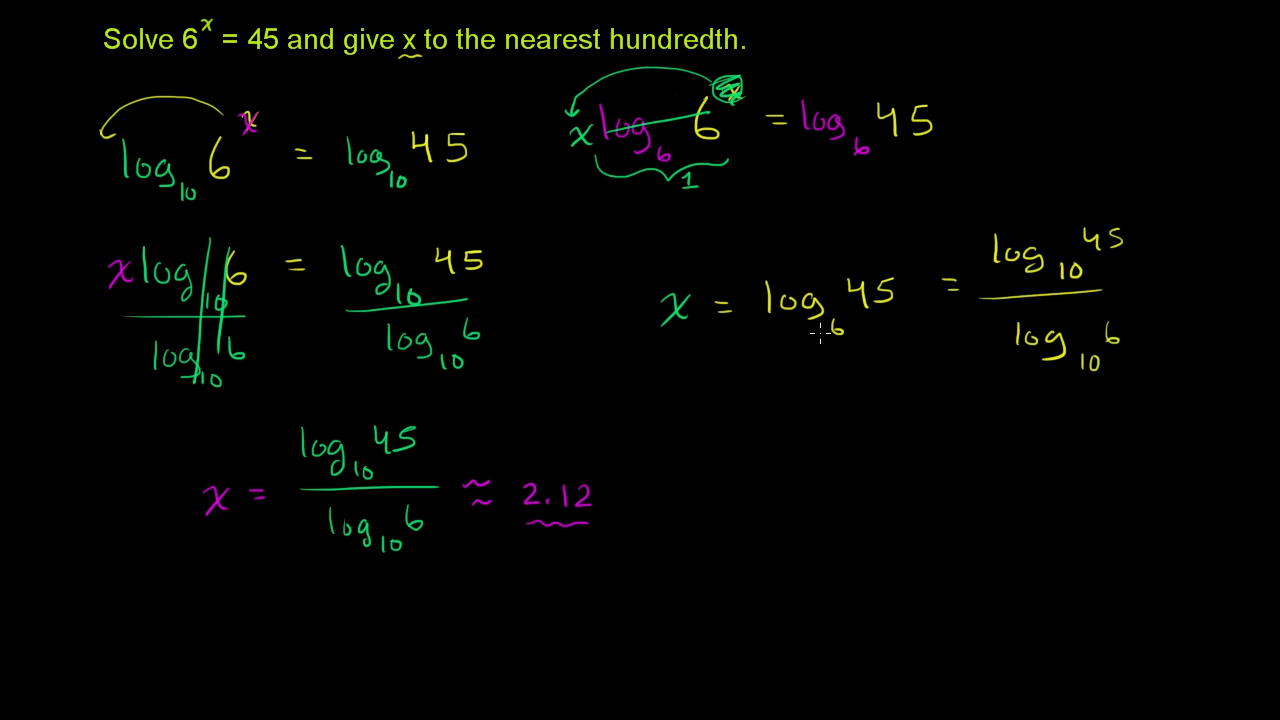 Solve 6^x = 45 and give x to the nearest hundredth.
log₁₀ 6^x = log₁₀ 45
x log₆ 6 = log₆ 45
1
x log₁₀ 6 / log₁₀ 6 = log₁₀ 45 / log₁₀ 6
x = log₆ 45 = log₁₀ 45 / log₁₀ 6
x = log₁₀ 45 / log₁₀ 6 ≈ 2.12